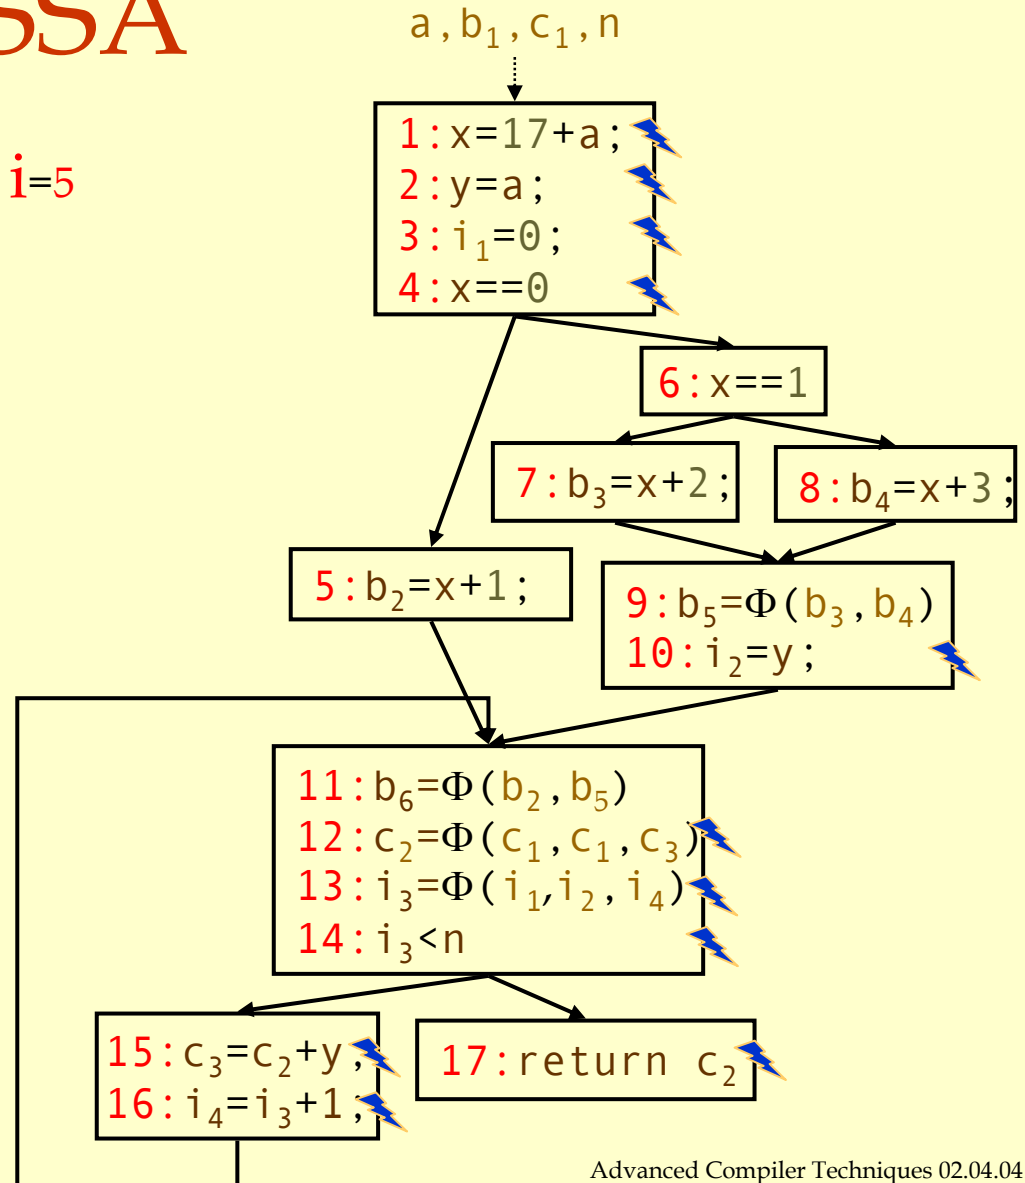 SSA
a,b₁,c₁,n
i=5
1:x=17+a;
2:y=a;
3:i₁=0;
4:x==0
6:x==1
7:b₃=x+2;
8:b₄=x+3;
5:b₂=x+1;
9:b₅=Φ(b₃,b₄)
10:i₂=y;
11:b₆=Φ(b₂,b₅)
12:c₂=Φ(c₁,c₁,c₃)
13:i₃=Φ(i₁,i₂,i₄)
14:i₃<n
15:c₃=c₂+y;
16:i₄=i₃+1;
17:return c₂
Advanced Compiler Techniques 02.04.04